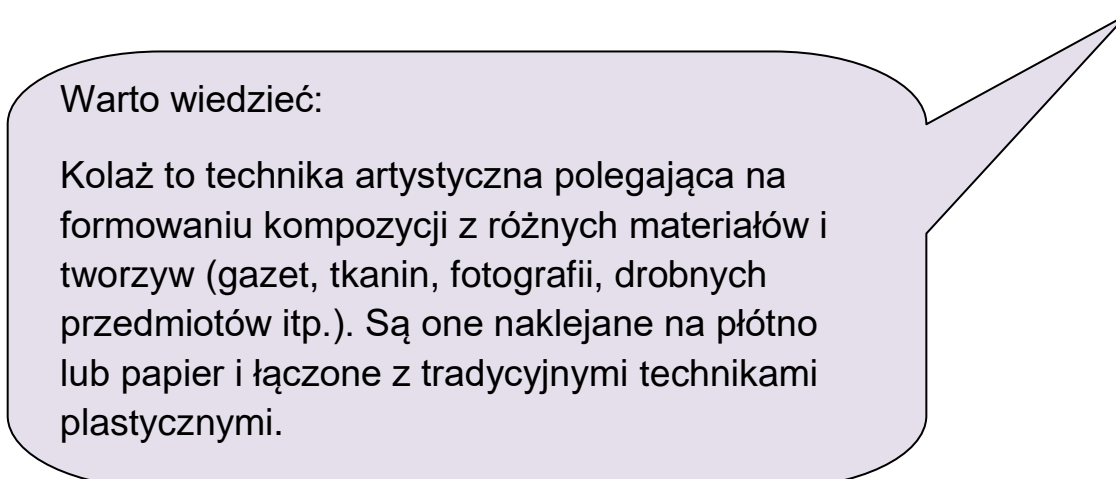 Warto wiedzieć:
Kolaż to technika artystyczna polegająca na
formowaniu kompozycji z różnych materiałów i
tworzyw (gazet, tkanin, fotografii, drobnych
przedmiotów itp.). Są one naklejane na płótno
lub papier i łączone z tradycyjnymi technikami
plastycznymi.